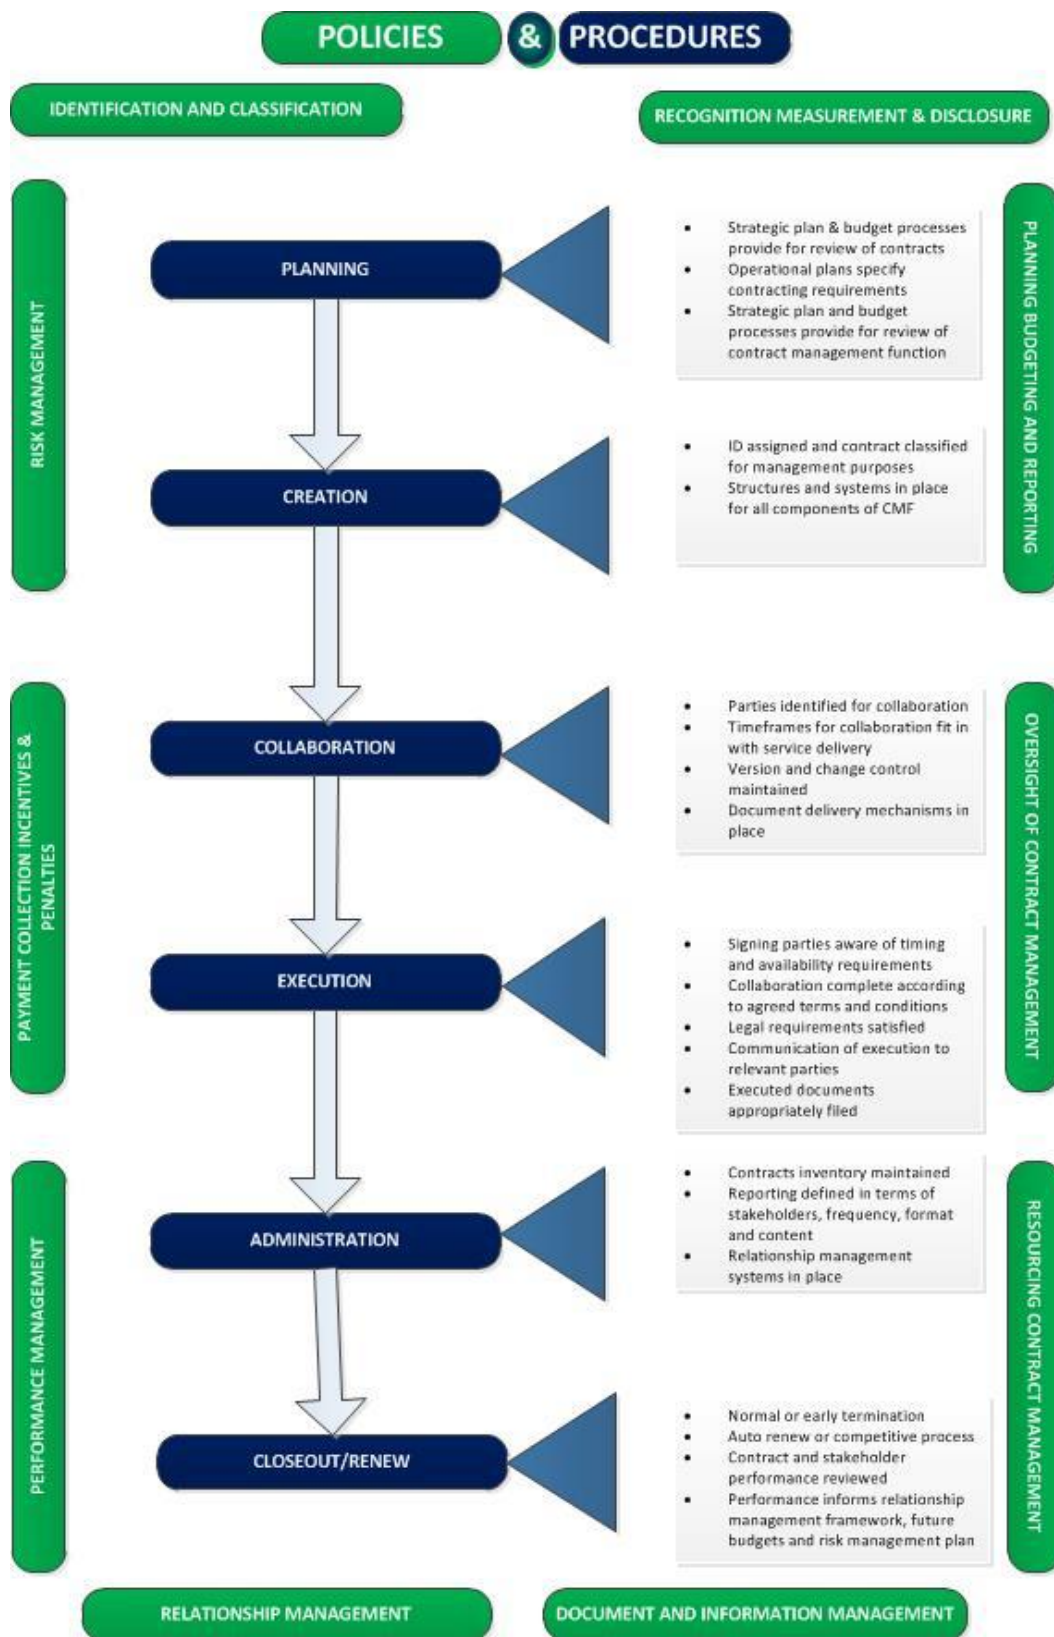 POLICIES & PROCEDURES
IDENTIFICATION AND CLASSIFICATION
RECOGNITION MEASUREMENT & DISCLOSURE
RISK MANAGEMENT
PLANNING
• Strategic plan & budget processes
provide for review of contracts
• Operational plans specify
contracting requirements
• Strategic plan and budget
processes provide for review of
contract management function
PLANNING BUDGETING AND REPORTING
CREATION
• ID assigned and contract classified
for management purposes
• Structures and systems in place
for all components of CMF
PAYMENT COLLECTION INCENTIVES &
PENALTIES
COLLABORATION
• Parties identified for collaboration
• Timeframes for collaboration fit in
with service delivery
• Version and change control
maintained
• Document delivery mechanisms in
place
OVERSIGHT OF CONTRACT MANAGEMENT
EXECUTION
• Signing parties aware of timing
and availability requirements
• Collaboration complete according
to agreed terms and conditions
• Legal requirements satisfied
• Communication of execution to
relevant parties
• Executed documents
appropriately filed
PERFORMANCE MANAGEMENT
ADMINISTRATION
• Contracts inventory maintained
• Reporting defined in terms of
stakeholders, frequency, format
and content
• Relationship management
systems in place
RESOURCING CONTRACT MANAGEMENT
CLOSEOUT/RENEW
• Normal or early termination
• Auto renew or competitive process
• Contract and stakeholder
performance reviewed
• Performance informs relationship
management framework, future
budgets and risk management plan
RELATIONSHIP MANAGEMENT
DOCUMENT AND INFORMATION MANAGEMENT